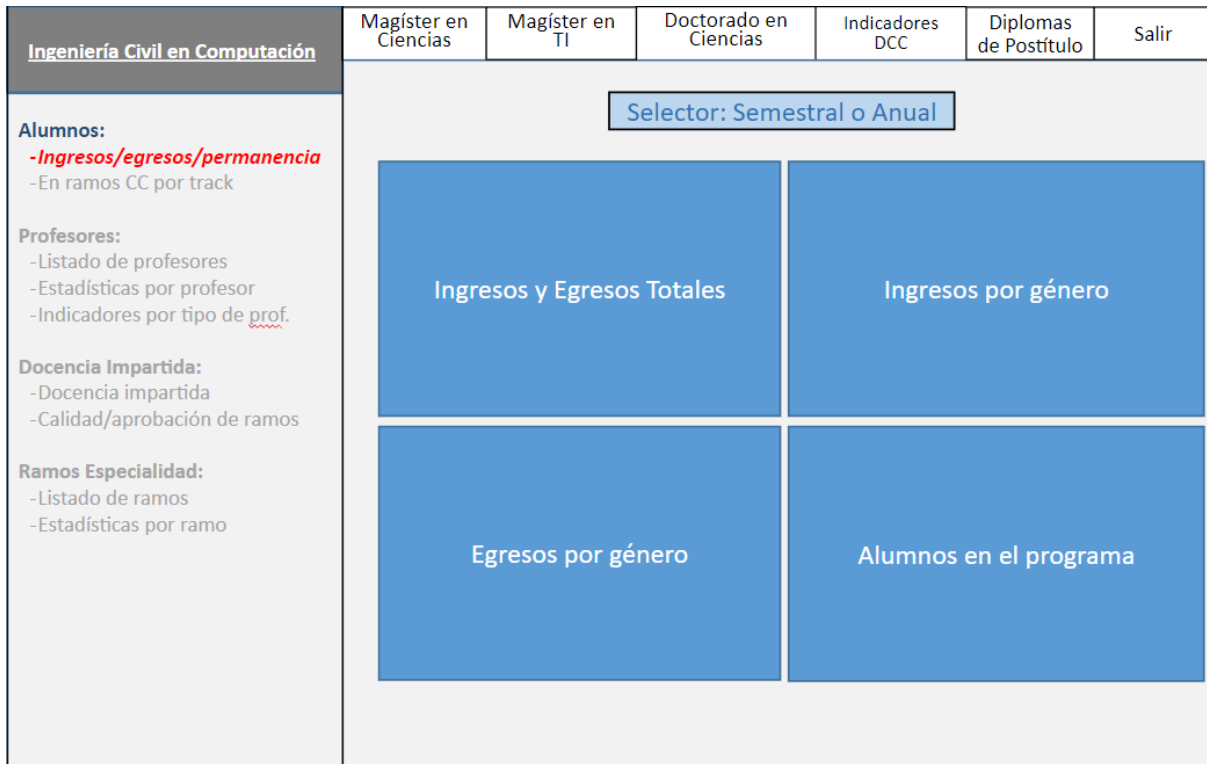 Ingeniería Civil en Computación
Magíster en
Ciencias
Magíster en
TI
Doctorado en
Ciencias
Indicadores
DCC
Diplomas
de Postítulo
Salir
Alumnos:
-Ingresos/egresos/permanencia
-En ramos CC por track
Profesores:
-Listado de profesores
-Estadísticas por profesor
-Indicadores por tipo de prof.
Docencia Impartida:
-Docencia impartida
-Calidad/aprobación de ramos
Ramos Especialidad:
-Listado de ramos
-Estadísticas por ramo
Selector: Semestral o Anual
Ingresos y Egresos Totales
Ingresos por género
Egresos por género
Alumnos en el programa